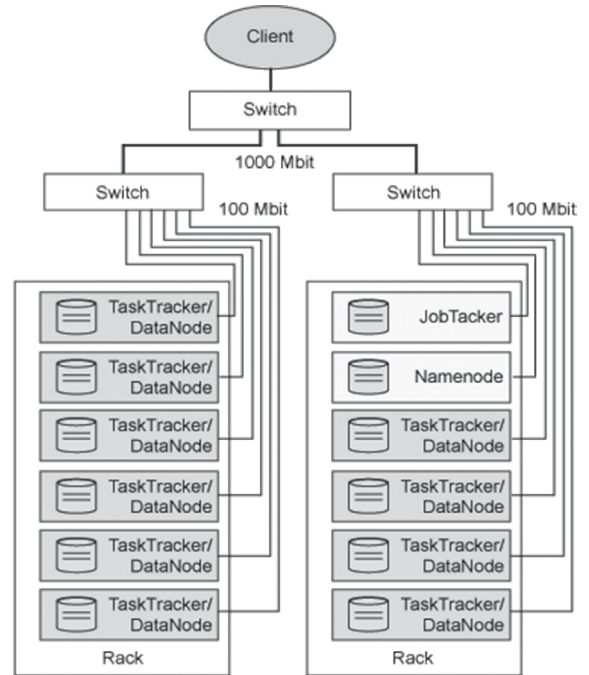 Client
Switch
1000 Mbit
Switch
100 Mbit
Switch
100 Mbit
TaskTracker/
DataNode
TaskTracker/
DataNode
TaskTracker/
DataNode
TaskTracker/
DataNode
TaskTracker/
DataNode
TaskTracker/
DataNode
Rack
JobTacker
Namenode
TaskTracker/
DataNode
TaskTracker/
DataNode
TaskTracker/
DataNode
TaskTracker/
DataNode
Rack